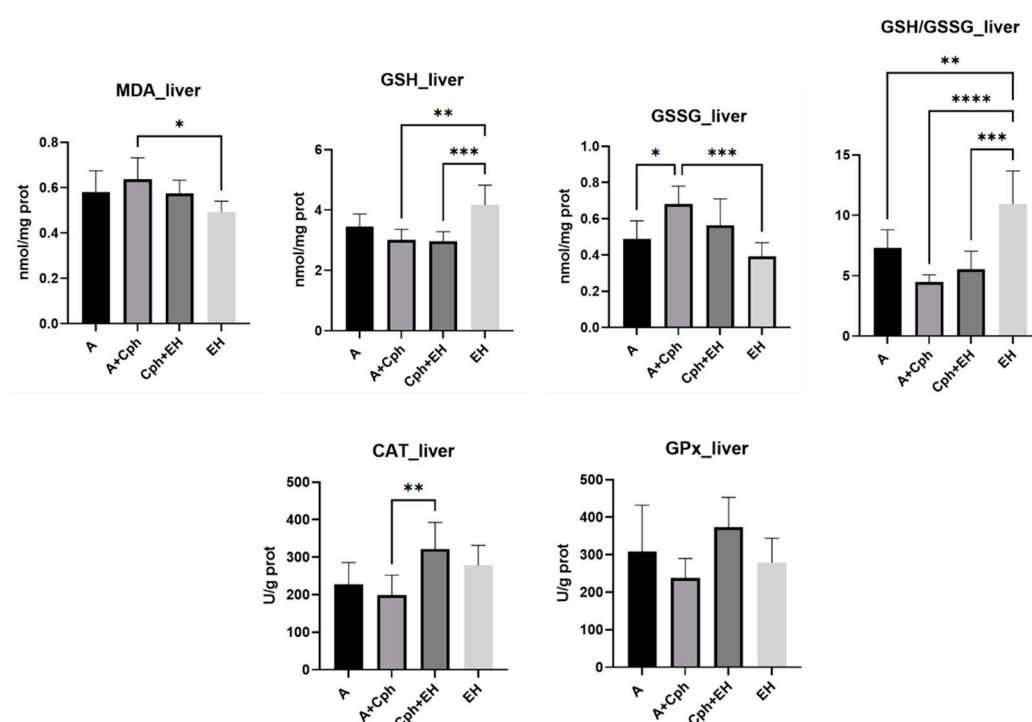 MDA_liver
*
nmol/mg prot
0.8
0.6
0.4
0.2
0.0
A
A+Cph
Cph+EH
EH
GSH_liver
**
***
nmol/mg prot
6
4
2
0
A
A+Cph
Cph+EH
EH
GSSG_liver
*
***
nmol/mg prot
1.0
0.8
0.6
0.4
0.2
0.0
A
A+Cph
Cph+EH
EH
GSH/GSSG_liver
**
****
***
15
10
5
0
A
A+Cph
Cph+EH
EH
CAT_liver
**
U/g prot
500
400
300
200
100
0
A
A+Cph
Cph+EH
EH
GPx_liver
U/g prot
500
400
300
200
100
0
A
A+Cph
Cph+EH
EH